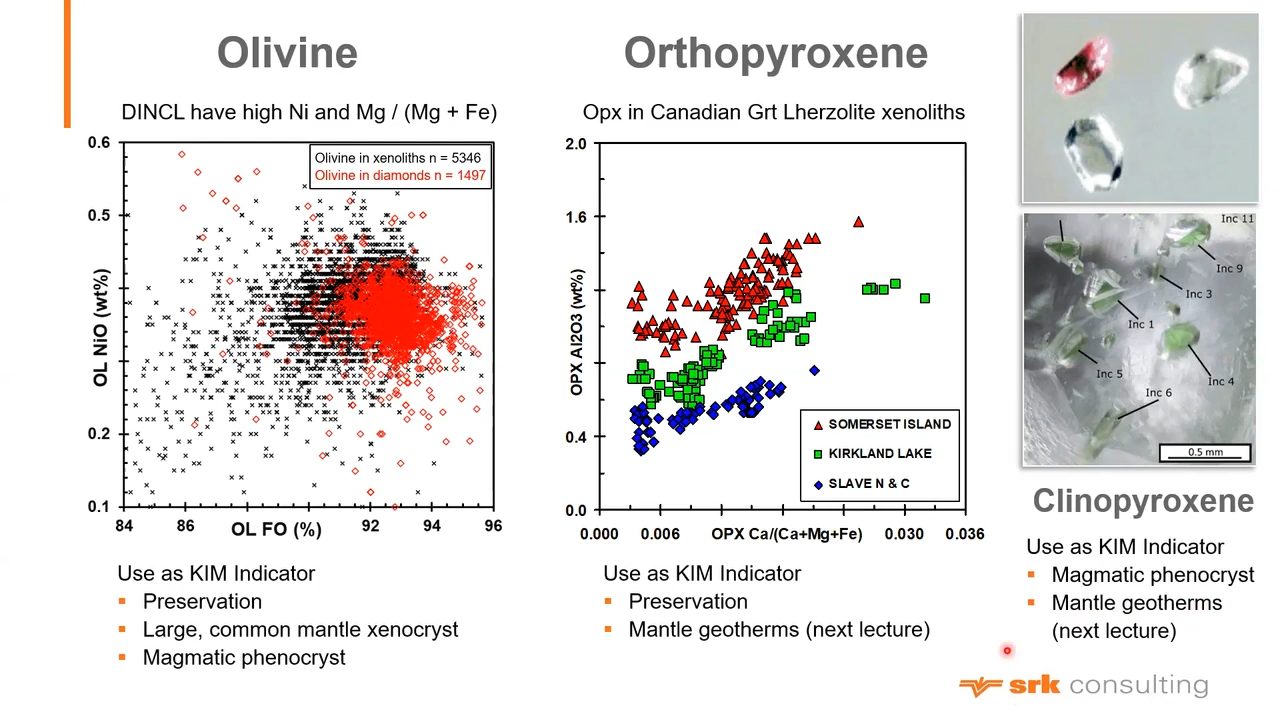 Olivine
DINCL have high Ni and Mg / (Mg + Fe)
0.6
0.5
OL NiO (wt%)
0.2
0.1
Olivine in xenoliths n = 5346
Olivine in diamonds n = 1497
84
86
92
94
96
OL FO (%)
Use as KIM Indicator
Preservation
Large, common mantle xenocryst
Magmatic phenocryst
Orthopyroxene
Opx in Canadian Grt Lherzolite xenoliths
2.0
1.6
OPX Al2O3 (wt%)
0.4
0.0
SOMERSET ISLAND
KIRKLAND LAKE
SLAVE N & C
0.000
0.006
OPX Ca/(Ca+Mg+Fe)
0.030
0.036
Use as KIM Indicator
Preservation
Mantle geotherms (next lecture)
Inc 11
Inc 9
Inc 3
Inc 1
Inc 5
Inc 4
Inc 6
0.5 mm
Clinopyroxene
Use as KIM Indicator
Magmatic phenocryst
Mantle geotherms
(next lecture)
srk consulting